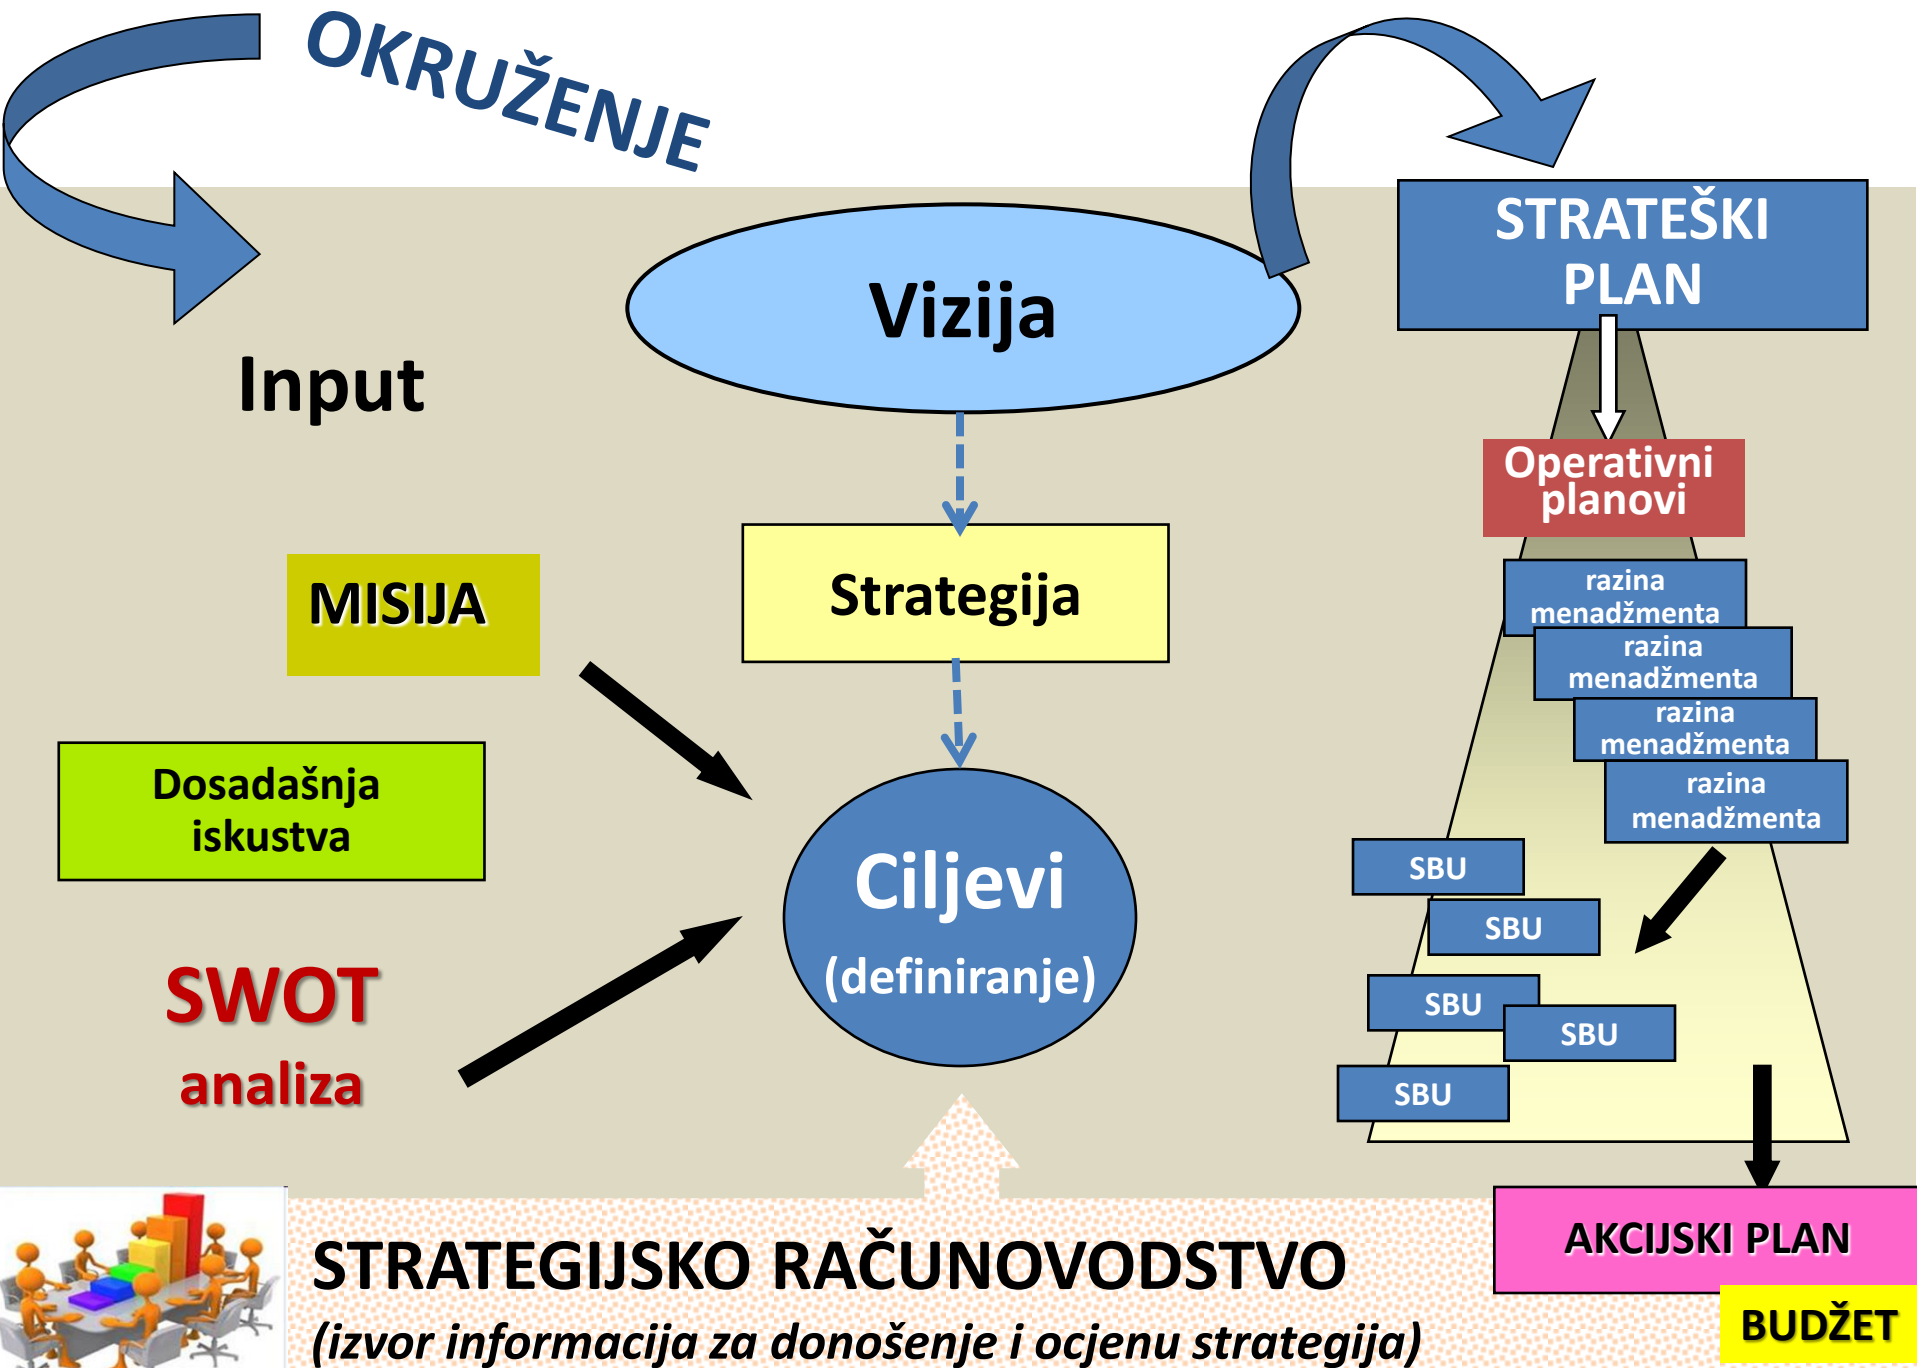 OKRUŽENJE
Input
MISIJA
Dosadašnja
iskustva
SWOT
analiza
Vizija
Strategija
Ciljevi
(definiranje)
STRATEŠKI
PLAN
Operativni
planovi
razina
menadžmenta
razina
menadžmenta
razina
menadžmenta
razina
menadžmenta
SBU
SBU
SBU
SBU
SBU
AKCIJSKI PLAN
BUDŽET
STRATEGIJSKO RAČUNOVODSTVO
(izvor informacija za donošenje i ocjenu strategija)